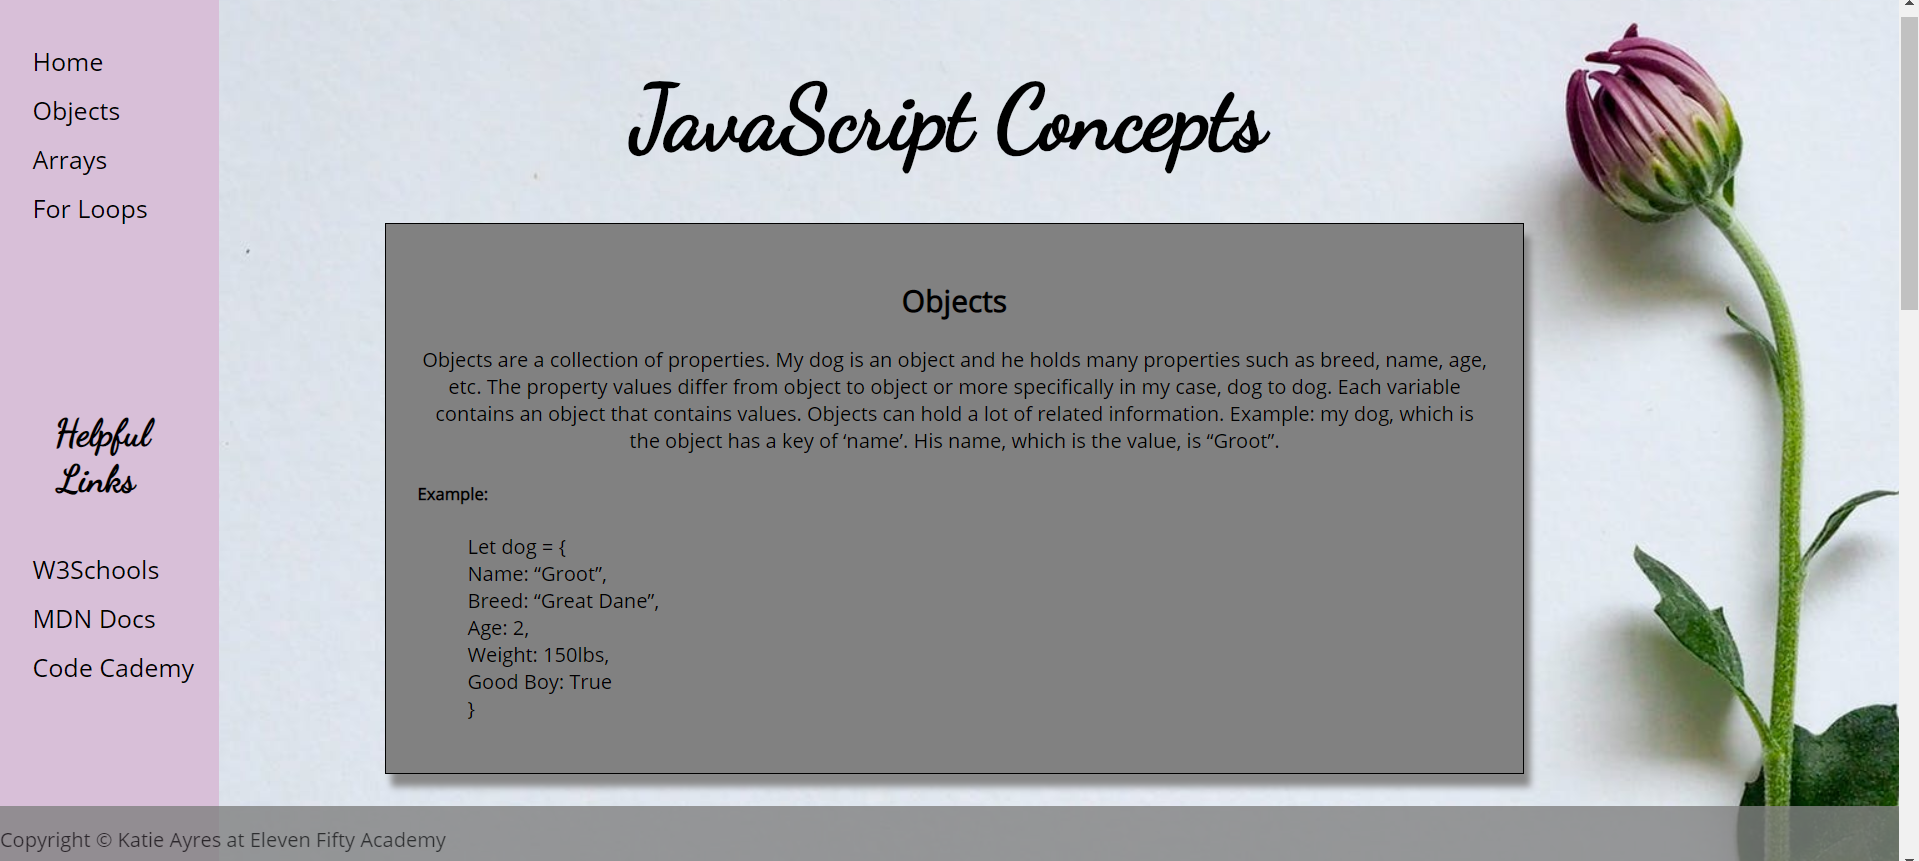 Home
Objects
Arrays
For Loops
Helpful
Links
W3Schools
MDN Docs
Code Cademy
JavaScript Concepts
Objects
Objects are a collection of properties. My dog is an object and he holds many properties such as breed, name, age,
etc. The property values differ from object to object or more specifically in my case, dog to dog. Each variable
contains an object that contains values. Objects can hold a lot of related information. Example: my dog, which is
the object has a key of ‘name’. His name, which is the value, is “Groot”.
Example:
Let dog = {
Name: “Groot”,
Breed: “Great Dane”,
Age: 2,
Weight: 150lbs,
Good Boy: True
}
Copyright © Katie Ayres at Eleven Fifty Academy